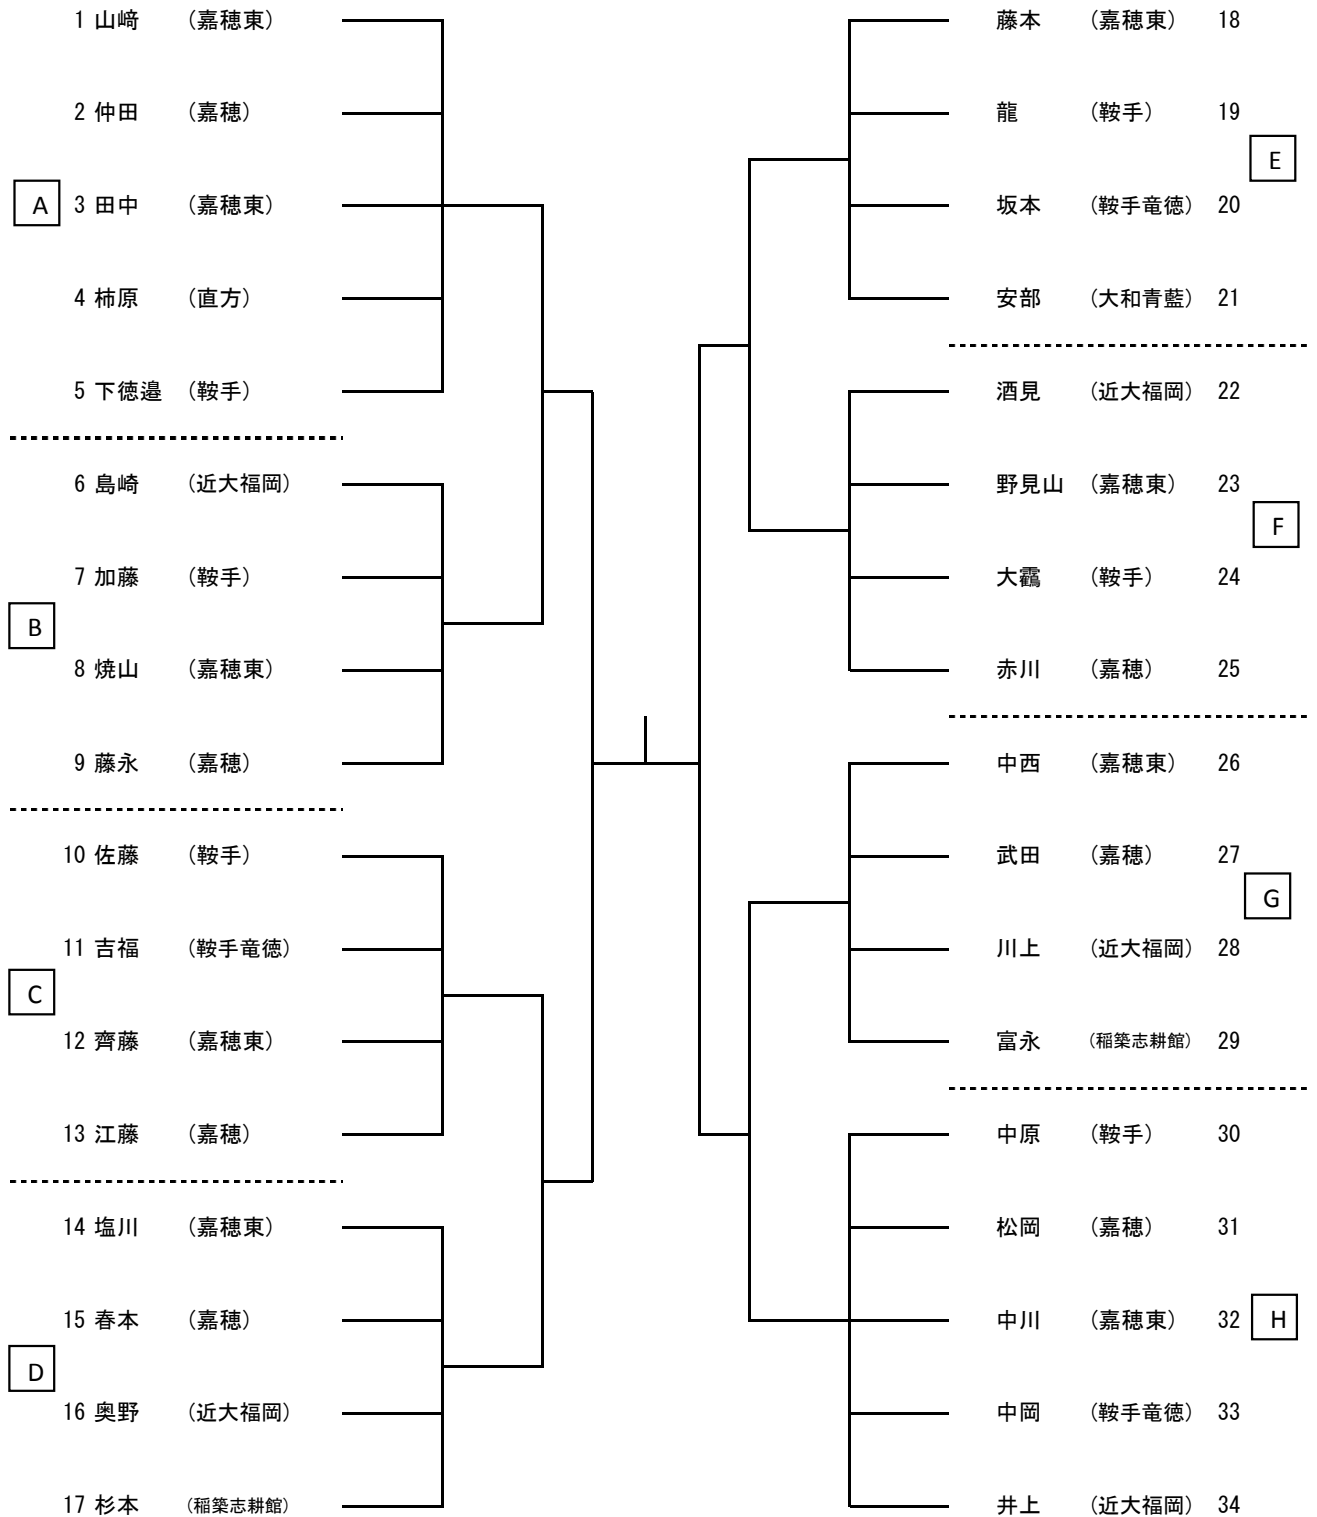 1 山﨑 (嘉穂東)
2 仲田 (嘉穂)
A
3 田中 (嘉穂東)
4 柿原 (直方)
5 下徳邉 (鞍手)
6 島崎 (近大福岡)
7 加藤 (鞍手)
B
8 焼山 (嘉穂東)
9 藤永 (嘉穂)
10 佐藤 (鞍手)
11 吉福 (鞍手竜徳)
C
12 齊藤 (嘉穂東)
13 江藤 (嘉穂)
14 塩川 (嘉穂東)
15 春本 (嘉穂)
D
16 奥野 (近大福岡)
17 杉本 (稲築志耕館)
藤本 (嘉穂東) 18
龍 (鞍手) 19
E
坂本 (鞍手竜徳) 20
安部 (大和青藍) 21
酒見 (近大福岡) 22
野見山 (嘉穂東) 23
F
大靏 (鞍手) 24
赤川 (嘉穂) 25
中西 (嘉穂東) 26
武田 (嘉穂) 27
G
川上 (近大福岡) 28
富永 (稲築志耕館) 29
中原 (鞍手) 30
松岡 (嘉穂) 31
中川 (嘉穂東) 32
H
中岡 (鞍手竜徳) 33
井上 (近大福岡) 34